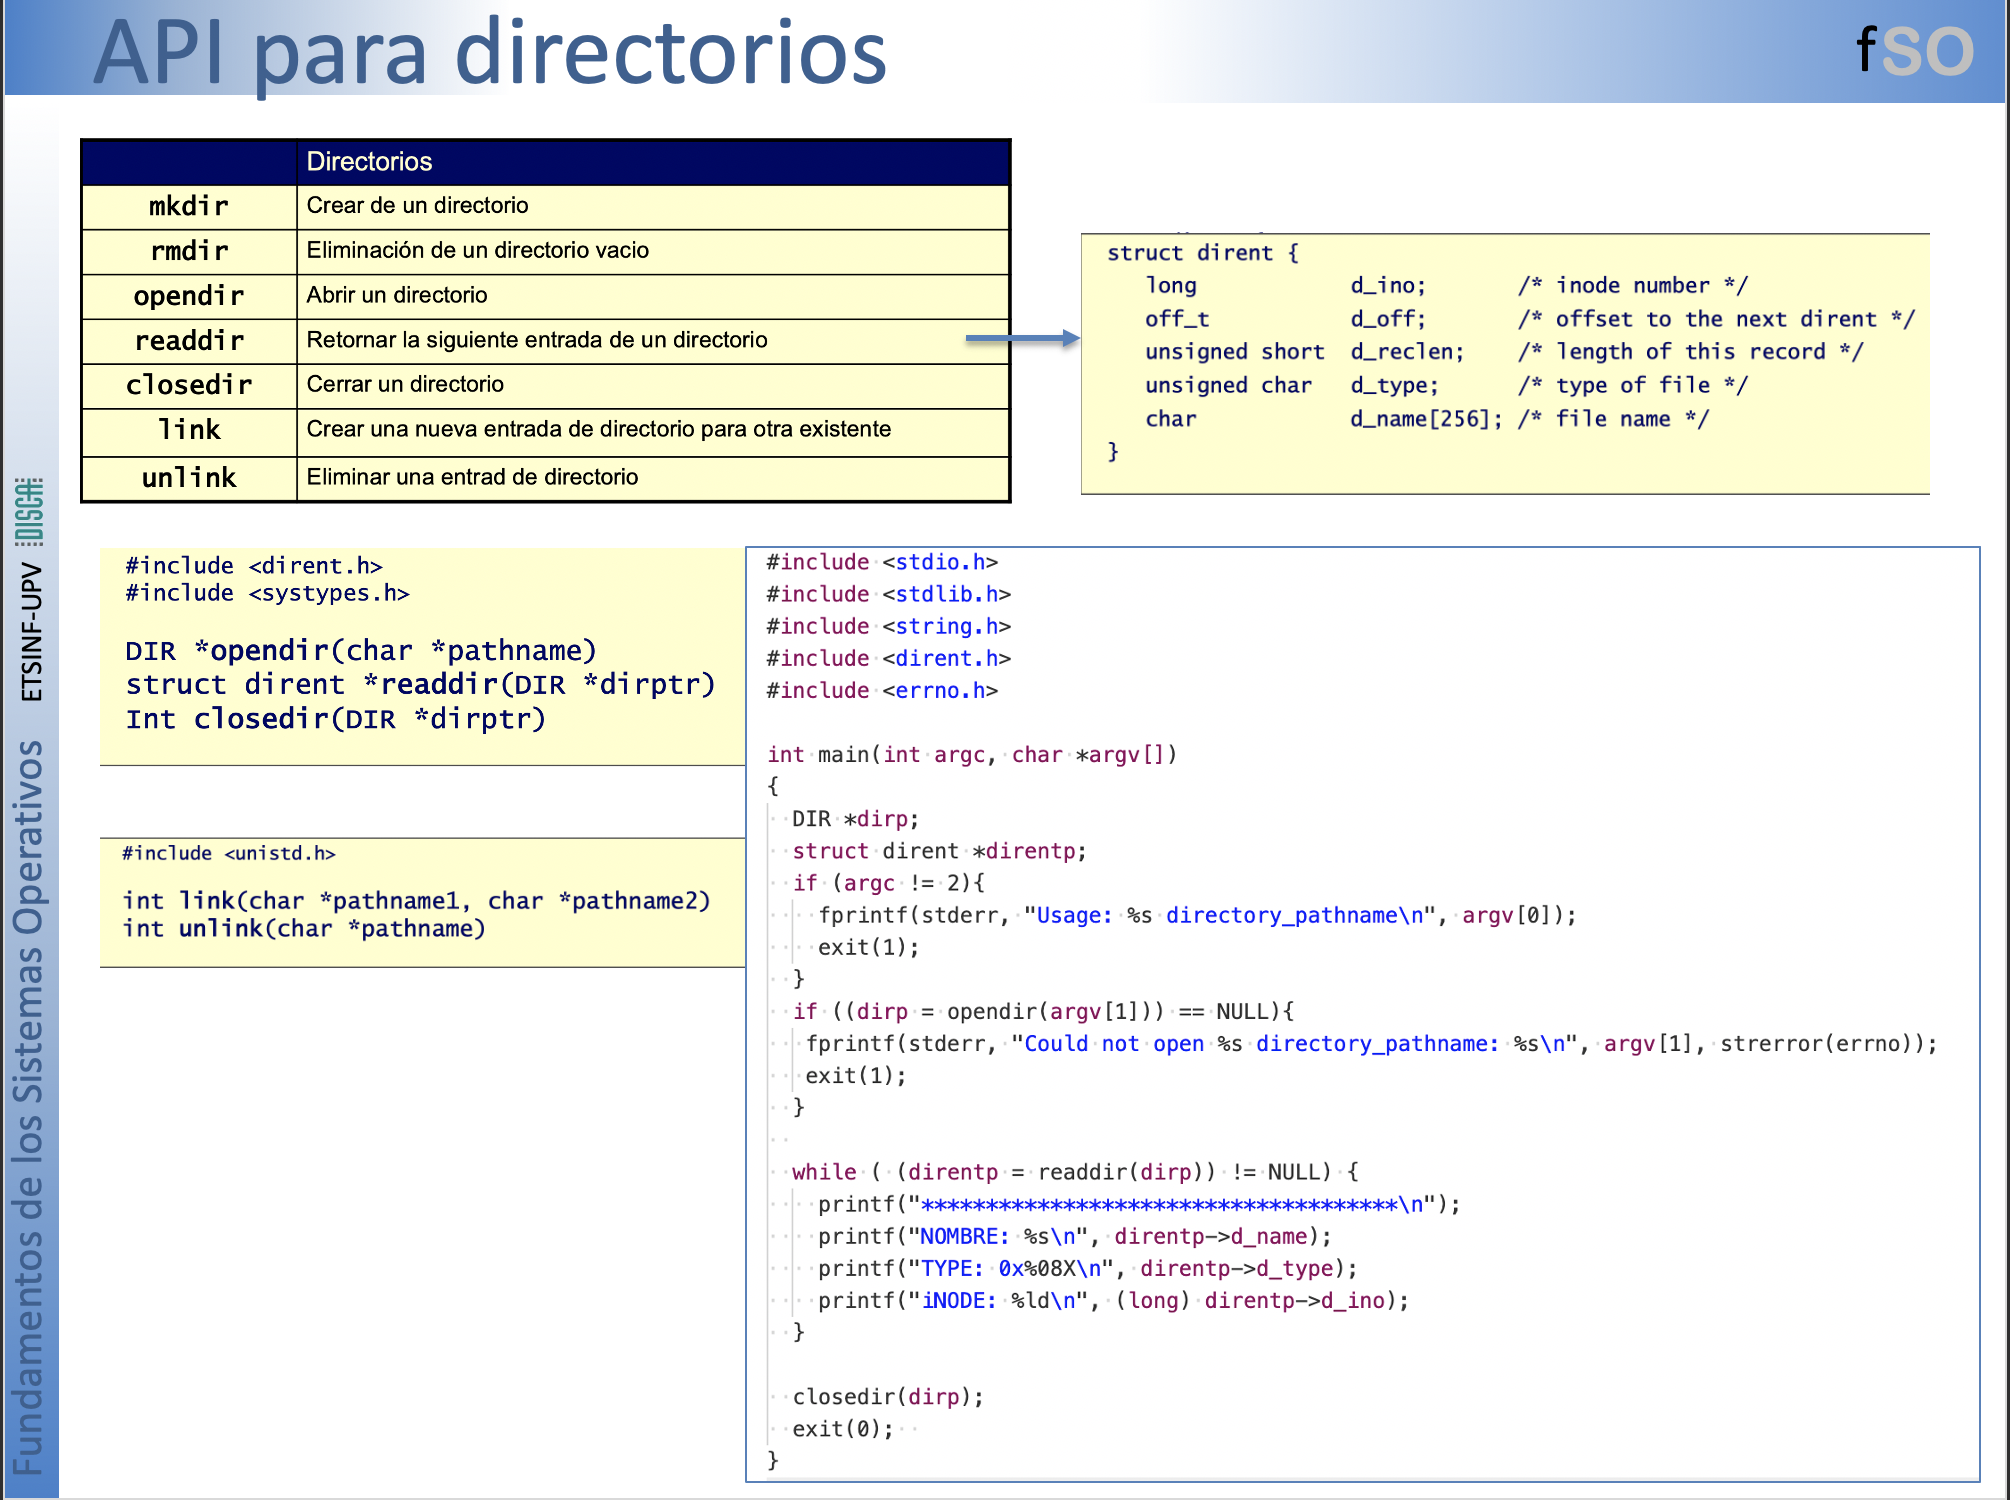 API para directorios
fSO
Directorios
mkdir Crear de un directorio
rmdir Eliminación de un directorio vacio
opendir Abrir un directorio
readdir Retornar la siguiente entrada de un directorio
closedir Cerrar un directorio
link Crear una nueva entrada de directorio para otra existente
unlink Eliminar una entrad de directorio
struct dirent {
long d_ino; /* inode number */
off_t d_off; /* offset to the next dirent */
unsigned short d_reclen; /* length of this record */
unsigned char d_type; /* type of file */
char d_name[256]; /* file name */
}
#include <dirent.h>
#include <systypes.h>
DIR *opendir(char *pathname)
struct dirent *readdir(DIR *dirptr)
Int closedir(DIR *dirptr)
#include <unistd.h>
int link(char *pathname1, char *pathname2)
int unlink(char *pathname)
#include <stdio.h>
#include <stdlib.h>
#include <string.h>
#include <dirent.h>
#include <errno.h>
int main(int argc, char *argv[])
{
DIR *dirp;
struct dirent *direntp;
if (argc != 2){
fprintf(stderr, "Usage: %s directory_pathname\n", argv[0]);
exit(1);
}
if ((dirp = opendir(argv[1])) == NULL){
fprintf(stderr, "Could not open %s directory_pathname: %s\n", argv[1], strerror(errno));
exit(1);
}
while ( (direntp = readdir(dirp)) != NULL) {
printf("*************************************\n");
printf("NOMBRE: %s\n", direntp->d_name);
printf("TYPE: 0x%08X\n", direntp->d_type);
printf("iNODE: %ld\n", (long) direntp->d_ino);
}
closedir(dirp);
exit(0);
}
Fundamentos de los Sistemas Operativos ETSINF-UPV DISCA